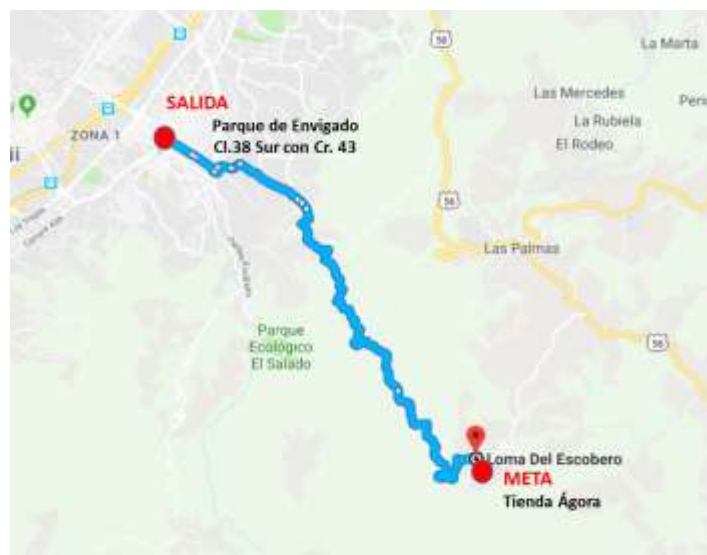 56
La Marta
SALIDA
Las Mercedes
La Rubiela
El Rodeo
Parque de Envigado
Cl.38 Sur con Cr. 43
ZONA 1
56
Las Palmas
Parque
Ecológico
El Salado
56
Loma Del Escobero
META
Tienda Ágora